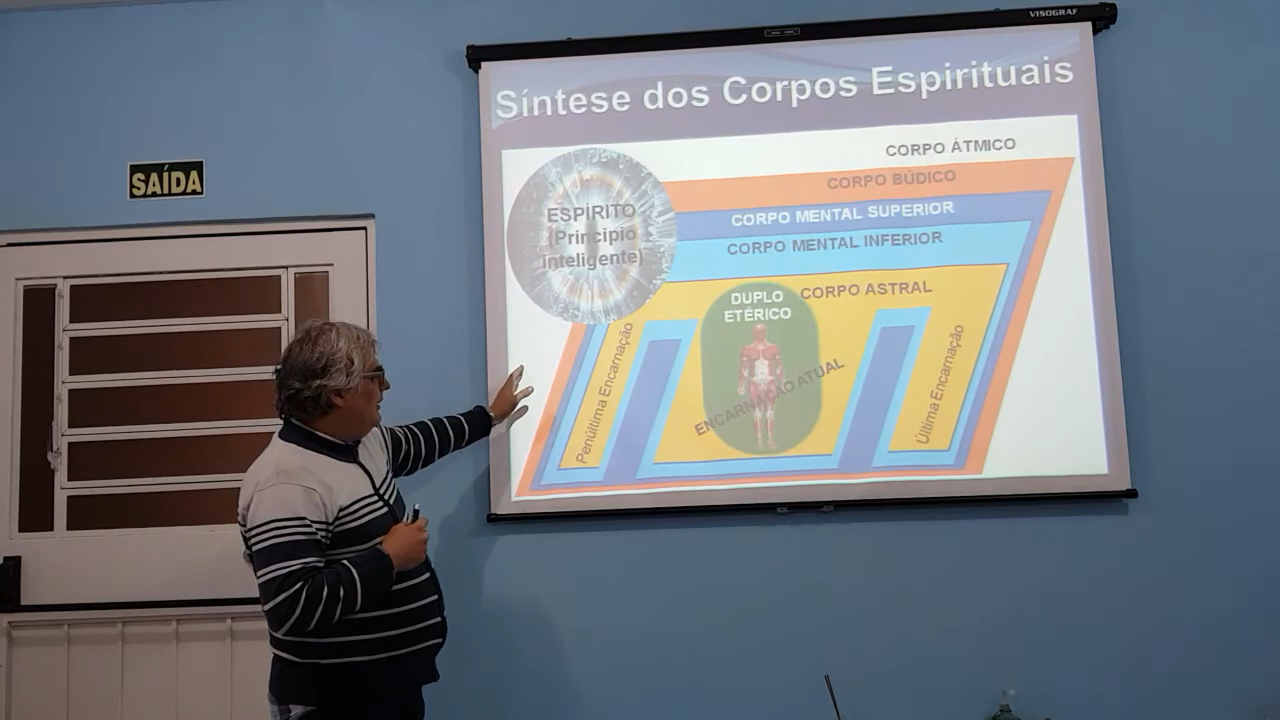 VISOGRAF
Síntese dos Corpos Espirituais
SAÍDA
CORPO ÁTMICO
CORPO BÚDICO
ESPÍRITO
(Princípio
inteligente)
CORPO MENTAL SUPERIOR
CORPO MENTAL INFERIOR
CORPO ASTRAL
DUPLO
ETÉRICO
Penúltima Encarnação
ENCARNAÇÃO ATUAL
Última Encarnação